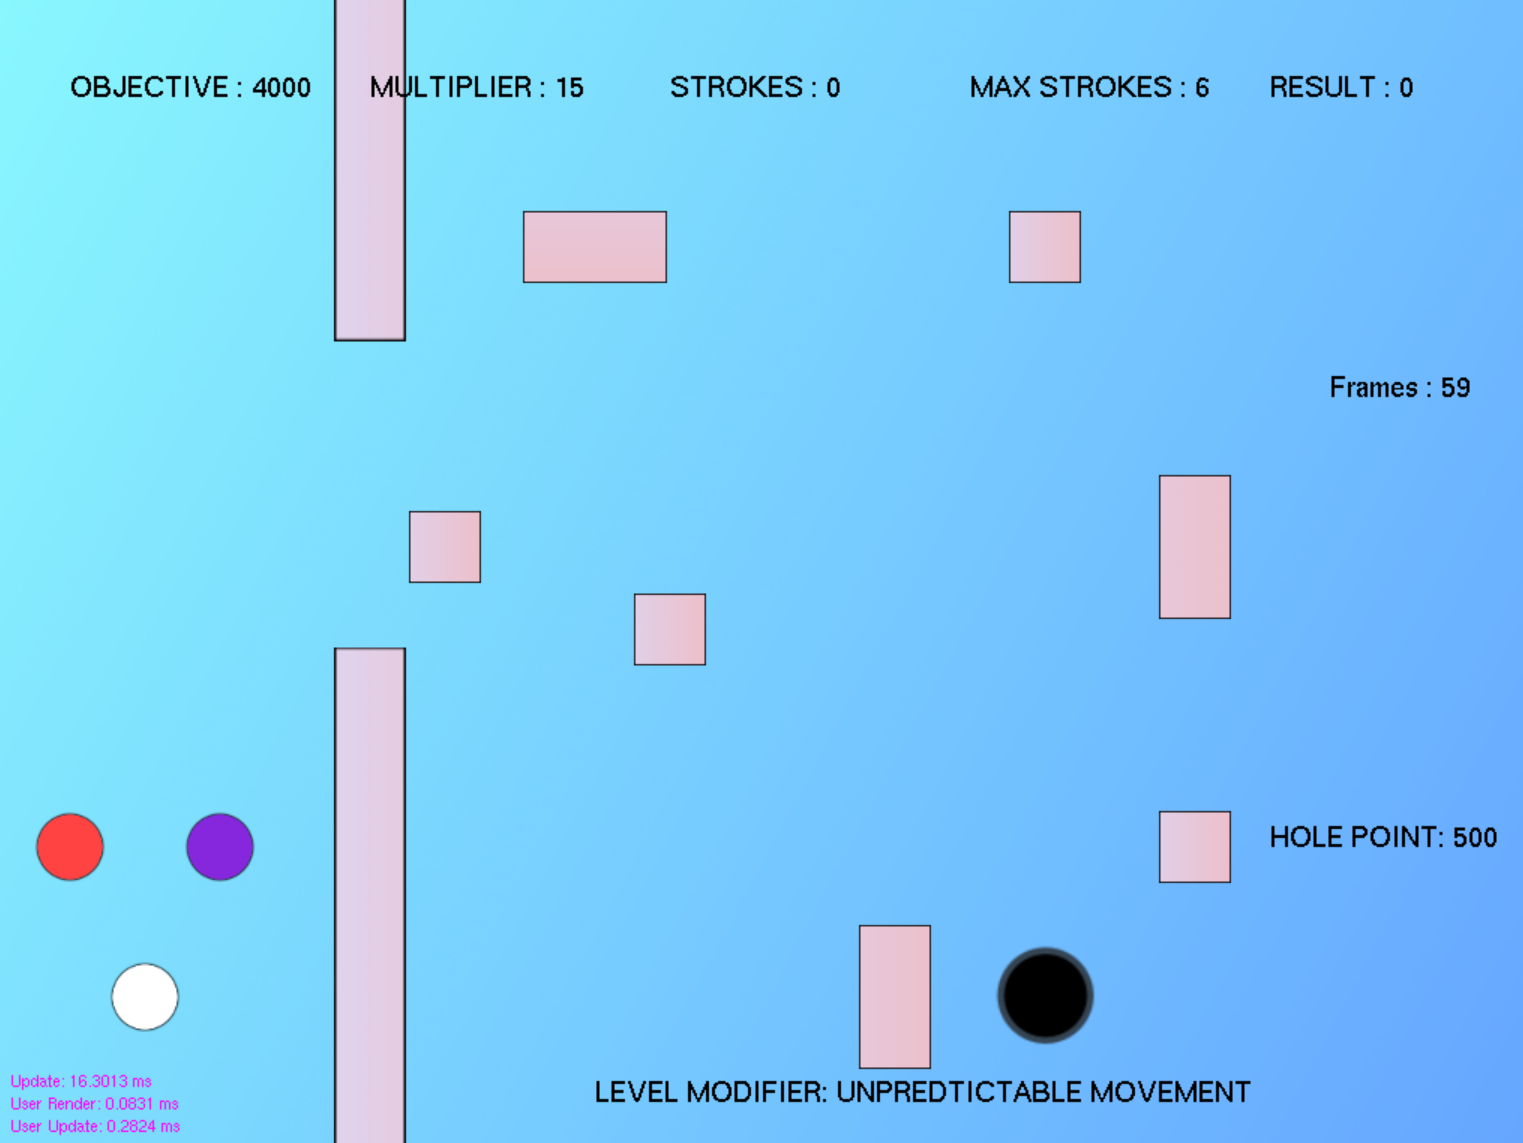 OBJECTIVE : 4000 MULTIPLIER : 15 STROKES : 0 MAX STROKES : 6 RESULT : 0
Frames : 59
HOLE POINT: 500
LEVEL MODIFIER: UNPREDTICTABLE MOVEMENT
Update: 16.3013 ms
User Render: 0.0831 ms
User Update: 0.2824 ms